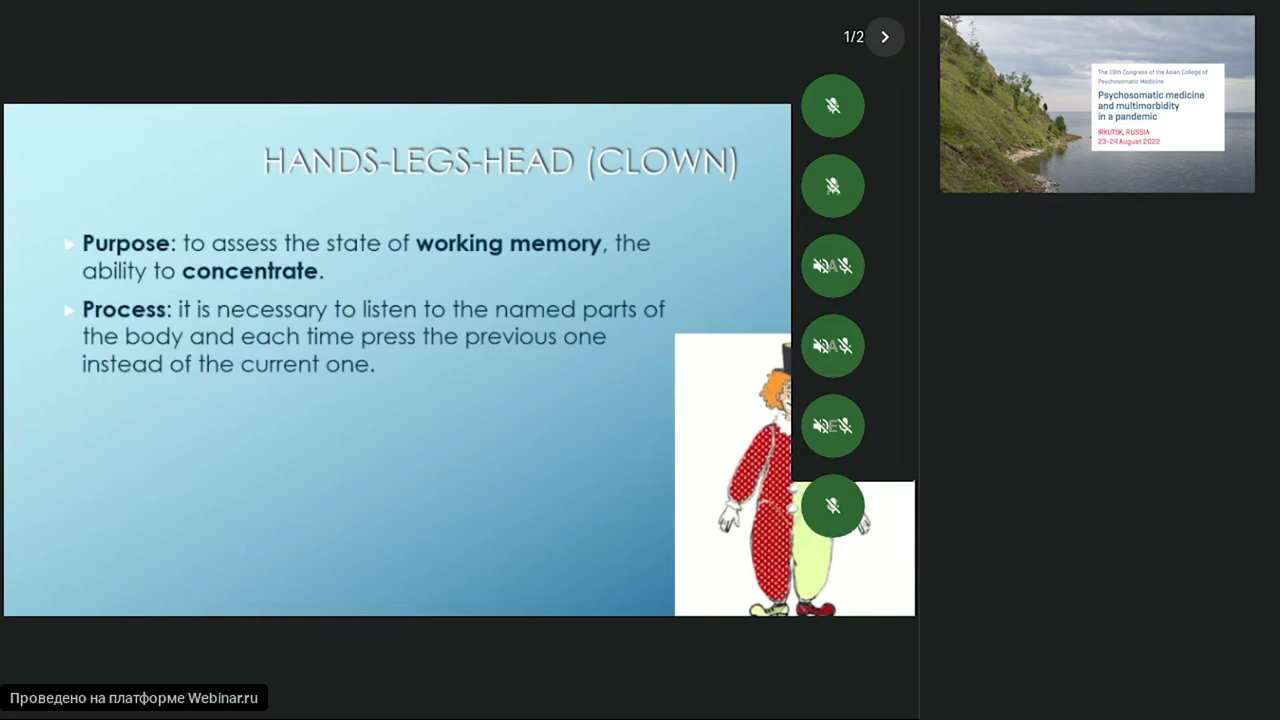 1/2
HANDS-LEGS-HEAD (CLOWN)
Purpose: to assess the state of working memory, the
ability to concentrate.
Process: it is necessary to listen to the named parts of
the body and each time press the previous one
instead of the current one.
A
A
E
The 19th Congress of the Asian College of
Psychosomatic Medicine
Psychosomatic medicine
and multimorbidity
in a pandemic
IRKUTSK, RUSSIA
23-24 August 2022
Проведено на платформе Webinar.ru